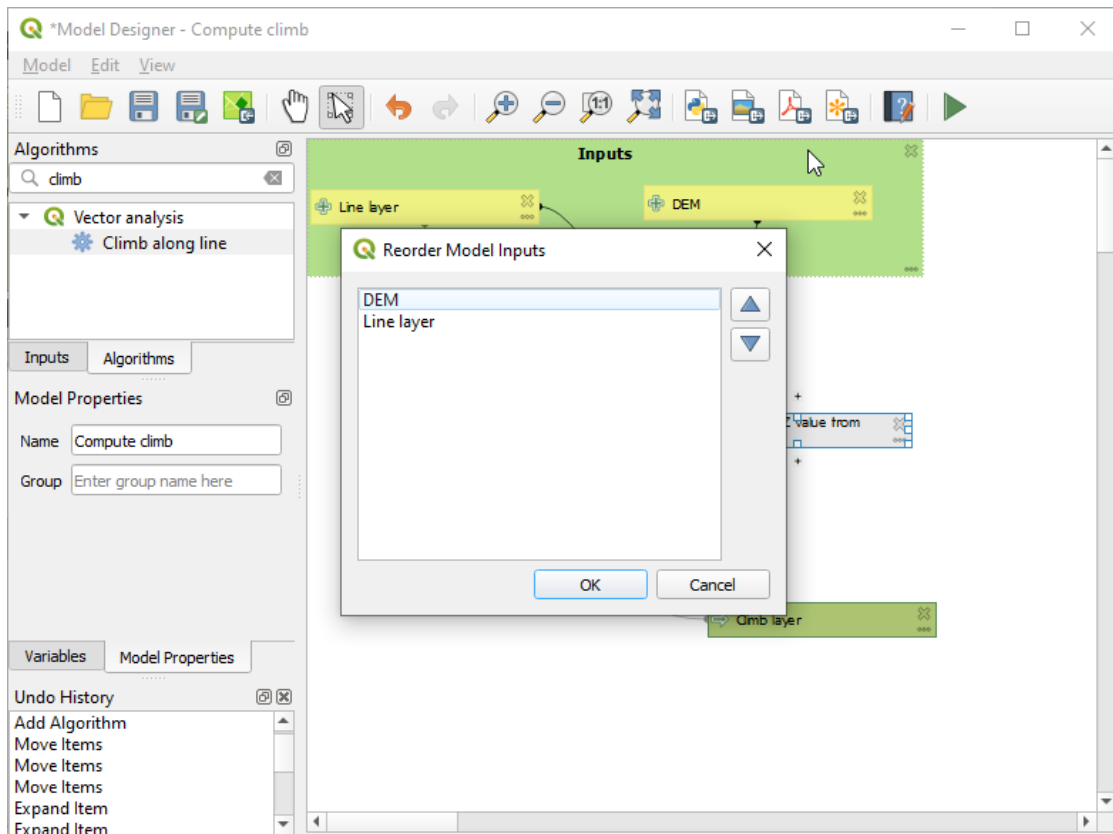 *Model Designer - Compute climb
Model Edit View
1:1
Algorithms
climb
Vector analysis
Climb along line
Inputs Algorithms
Model Properties
Name Compute climb
Group Enter group name here
Variables Model Properties
Undo History
Add Algorithm
Move Items
Move Items
Move Items
Expand Item
Expand Item
Inputs
Line layer
DEM
Reorder Model Inputs
DEM
Line layer
OK Cancel
value from
Climb layer